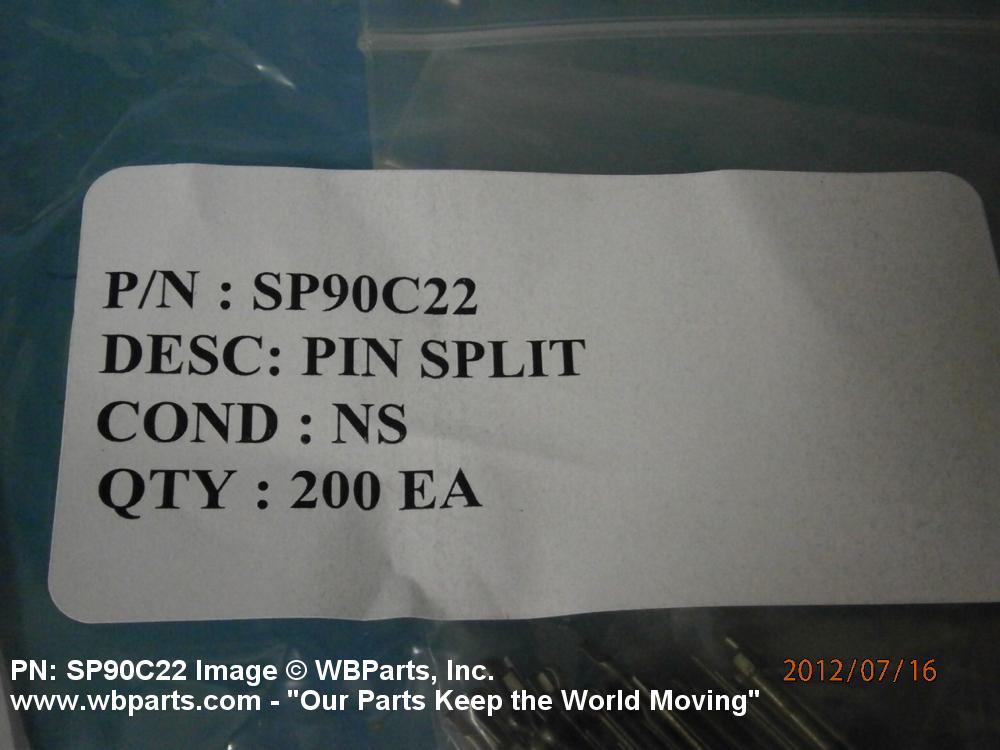 P/N : SP90C22
DESC: PIN SPLIT
COND : NS
QTY : 200 EA
PN: SP90C22 Image © WBParts, Inc.
2012/07/16
www.wbparts.com - "Our Parts Keep the World Moving"